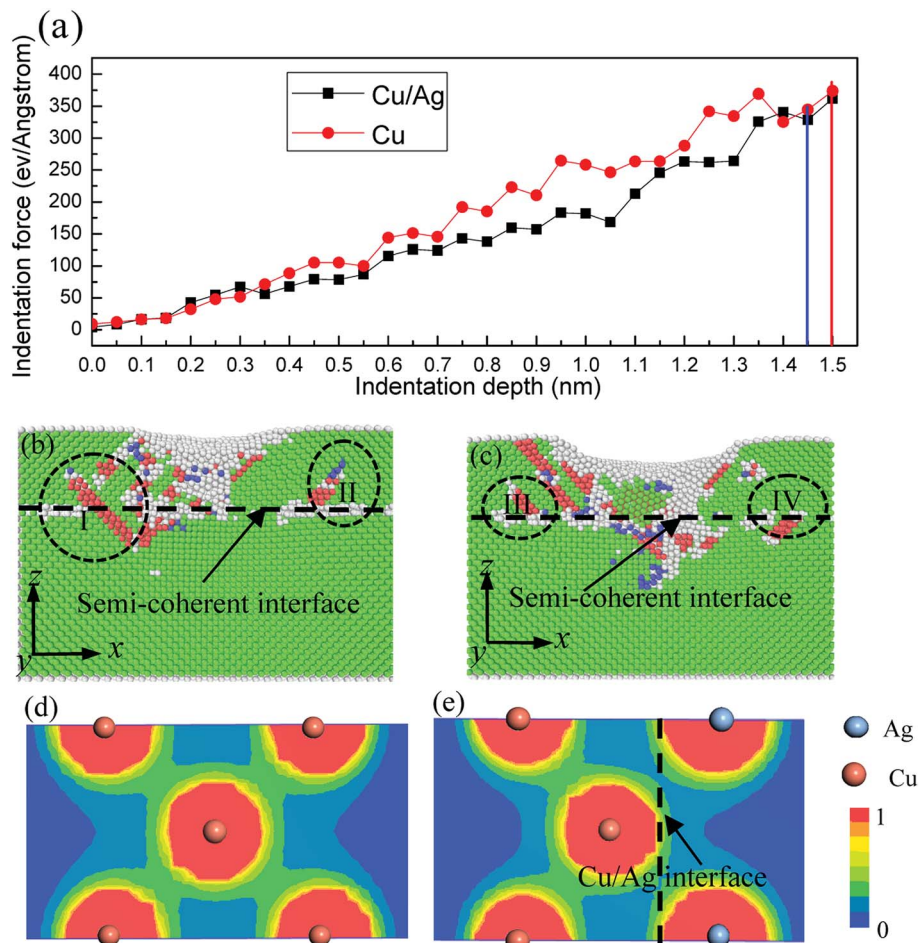 (a)
400
350
300
250
200
150
100
50
0
Indentation force (ev/Angstrom)
Cu/Ag
Cu
0.0 0.1 0.2 0.3 0.4 0.5 0.6 0.7 0.8 0.9 1.0 1.1 1.2 1.3 1.4 1.5
Indentation depth (nm)
(b)
I
II
Semi-coherent interface
z
y
x
(c)
III
IV
Semi-coherent interface
z
y
x
(d)
(e)
Cu/Ag interface
Ag
Cu
1
0